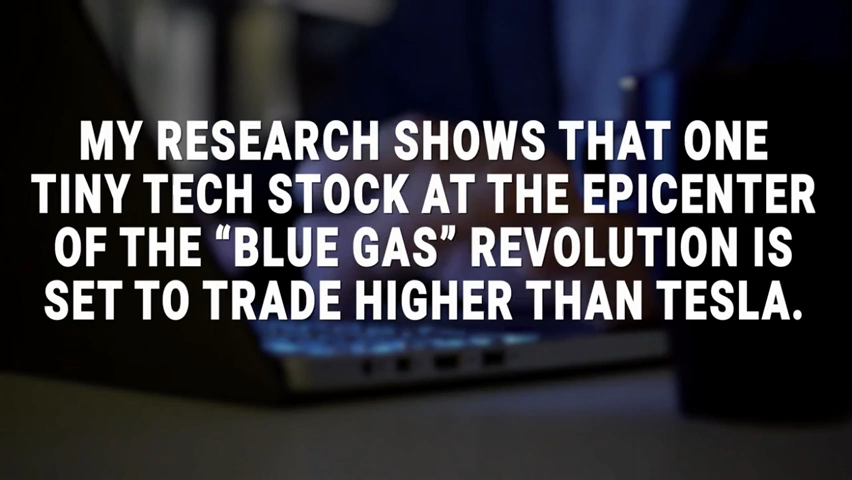 MY RESEARCH SHOWS THAT ONE
TINY TECH STOCK AT THE EPICENTER
OF THE “BLUE GAS” REVOLUTION IS
SET TO TRADE HIGHER THAN TESLA.